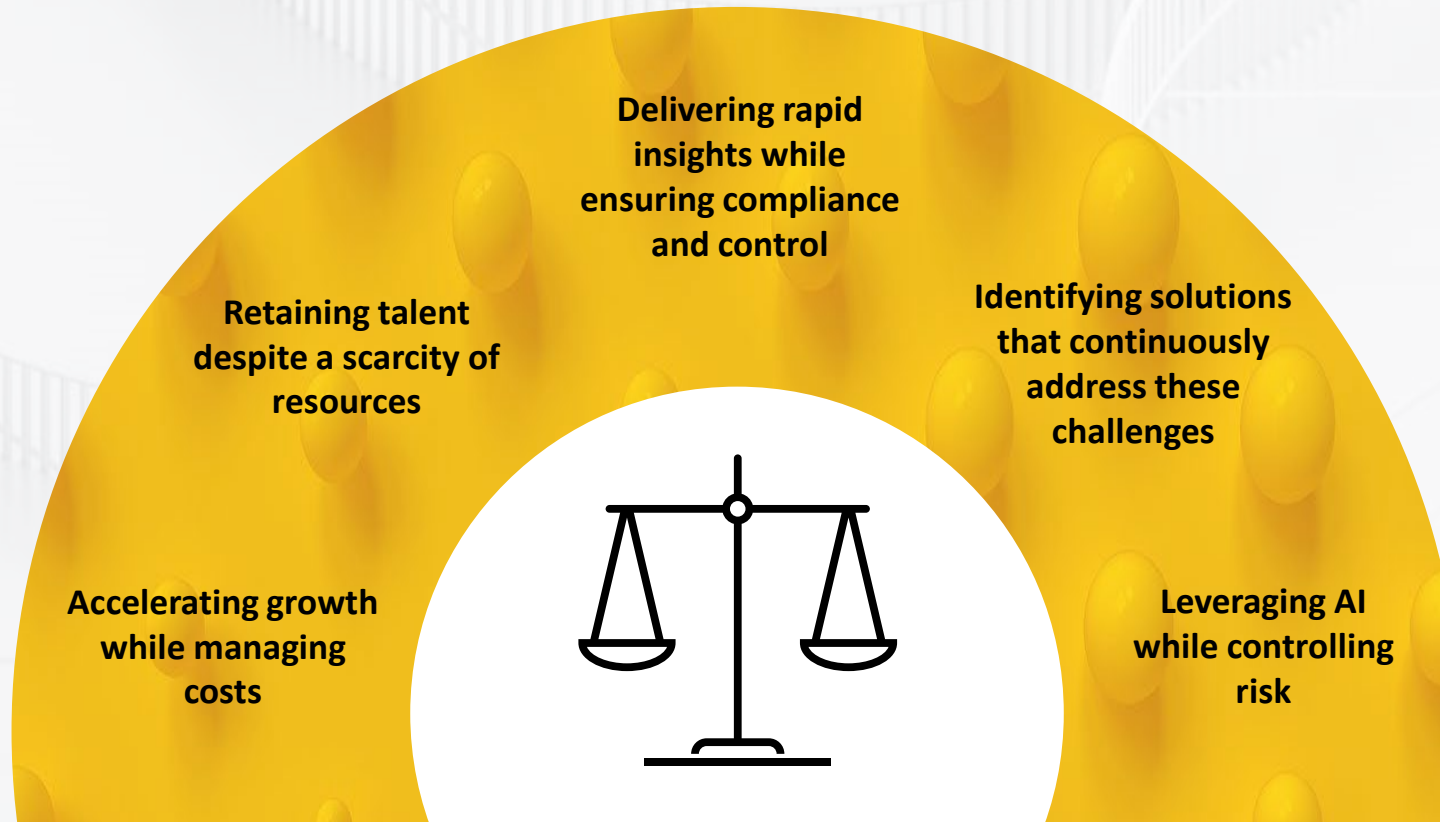 Delivering rapid
insights while
ensuring compliance
and control
Retaining talent
despite a scarcity of
resources
Identifying solutions
that continuously
address these
challenges
Accelerating growth
while managing
costs
Leveraging AI
while controlling
risk